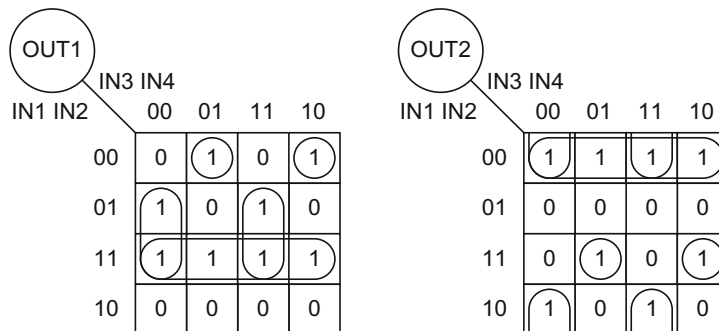 OUT1
IN3 IN4
IN1 IN2
00 01 11 10
00 0 1 0 1
01 1 0 1 0
11 1 1 1 1
10 0 0 0 0
OUT2
IN3 IN4
IN1 IN2
00 01 11 10
00 1 1 1 1
01 0 0 0 0
11 0 1 0 1
10 1 0 1 0